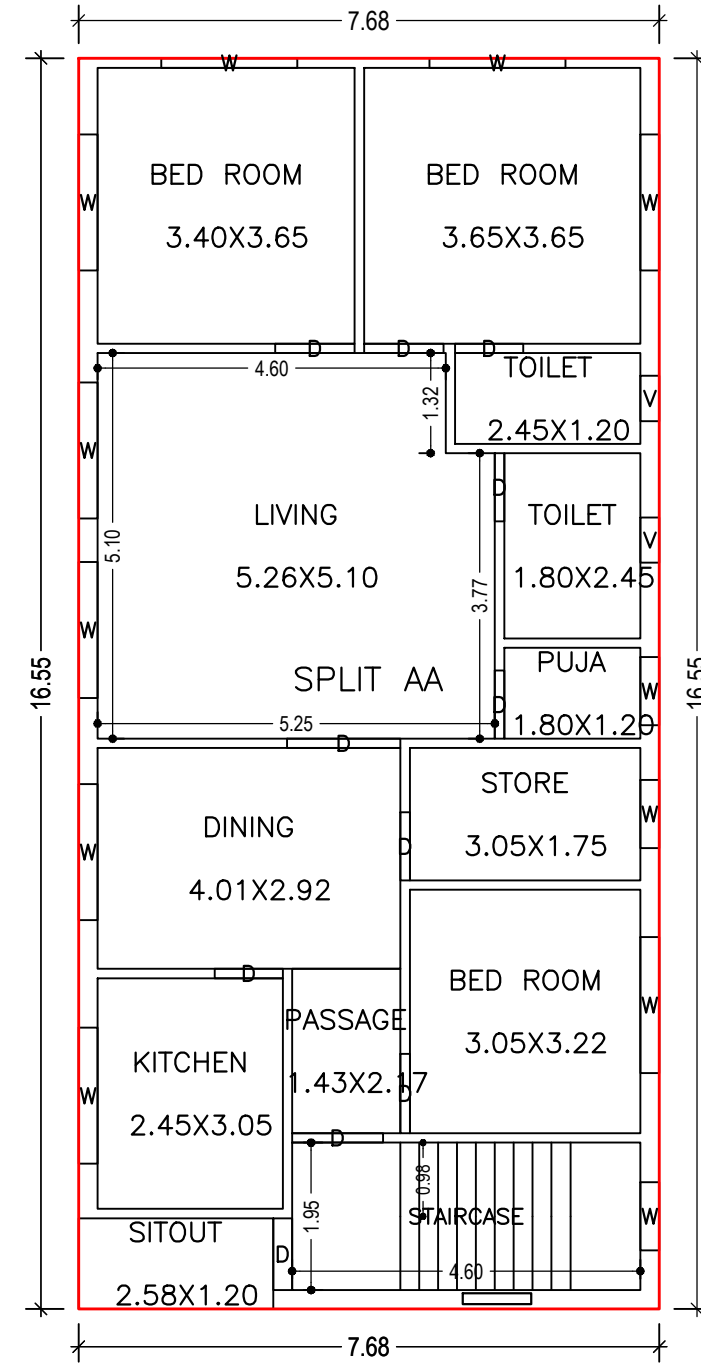 7.68
W W
BED ROOM
3.40X3.65
BED ROOM
3.65X3.65
W W
D D D
4.60
1.32
TOILET
2.45X1.20
V
W
D
LIVING
5.26X5.10
5.10
3.77
TOILET
1.80X2.45
V
W
16.55
16.55
SPLIT AA
PUJA
1.80X1.20
D
W
5.25
D
STORE
3.05X1.75
W
DINING
4.01X2.92
W
D
D
BED ROOM
3.05X3.22
W
PASSAGE
1.43X2.17
D
KITCHEN
2.45X3.05
W
D
0.98
1.95
STAIRCASE
W
SITOUT
2.58X1.20
D
4.60
7.68